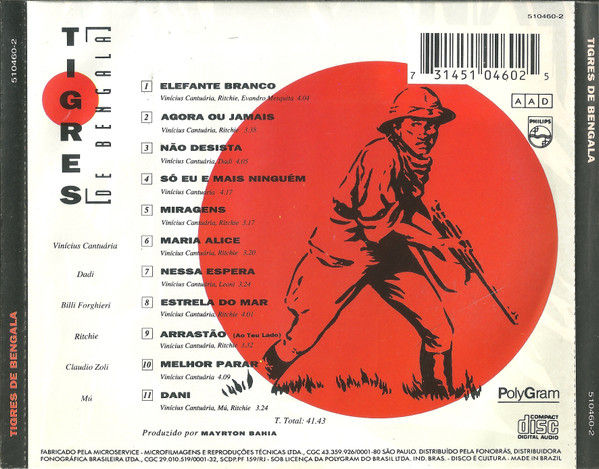 510460-2
TIGRES DE BENGALA
TIGRES
[DE BENGALA]
510460-2
7 31451 04602 5
AAD
PHILIPS
TIGRES DE BENGALA
1 ELEFANTE BRANCO
Vinícius Cantuária, Ritchie, Evandro Mesquita 4.04
2 AGORA OU JAMAIS
Vinícius Cantuária, Ritchie 3.38
3 NÃO DESISTA
Vinícius Cantuária, Dadi 4.05
4 SÓ EU E MAIS NINGUÉM
Vinícius Cantuária 4.17
5 MIRAGENS
Vinícius Cantuária, Ritchie 3.17
6 MARIA ALICE
Vinícius Cantuária, Ritchie 3.20
7 NESSA ESPERA
Vinícius Cantuária, Leoni 3.24
8 ESTRELA DO MAR
Vinícius Cantuária, Ritchie 4.01
9 ARRASTÃO (Ao Teu Lado)
Vinícius Cantuária, Ritchie 3.32
10 MELHOR PARAR
Vinícius Cantuária 4.09
11 DANI
Vinícius Cantuária, Mú, Ritchie 3.24
T. Total: 41.43
Vinícius Cantuária
Dadi
Billi Forghieri
Ritchie
Claudio Zoli
Mú
Produzido por MAYRTON BAHIA
PolyGram
COMPACT
disc
DIGITAL AUDIO
510460-2
FABRICADO PELA MICROSERVICE - MICROFILMAGENS E REPRODUÇÕES TÉCNICAS LTDA., CGC 43.359.926/0001-80 SÃO PAULO. DISTRIBUÍDO PELA FONOBRÁS, DISTRIBUIDORA
FONOGRÁFICA BRASILEIRA LTDA., CGC 29.010.519/0001-32, SCDP.PF 159/RJ - SOB LICENÇA DA POLYGRAM DO BRASIL LTDA. IND. BRAS. - DISCO É CULTURA - MADE IN BRAZIL